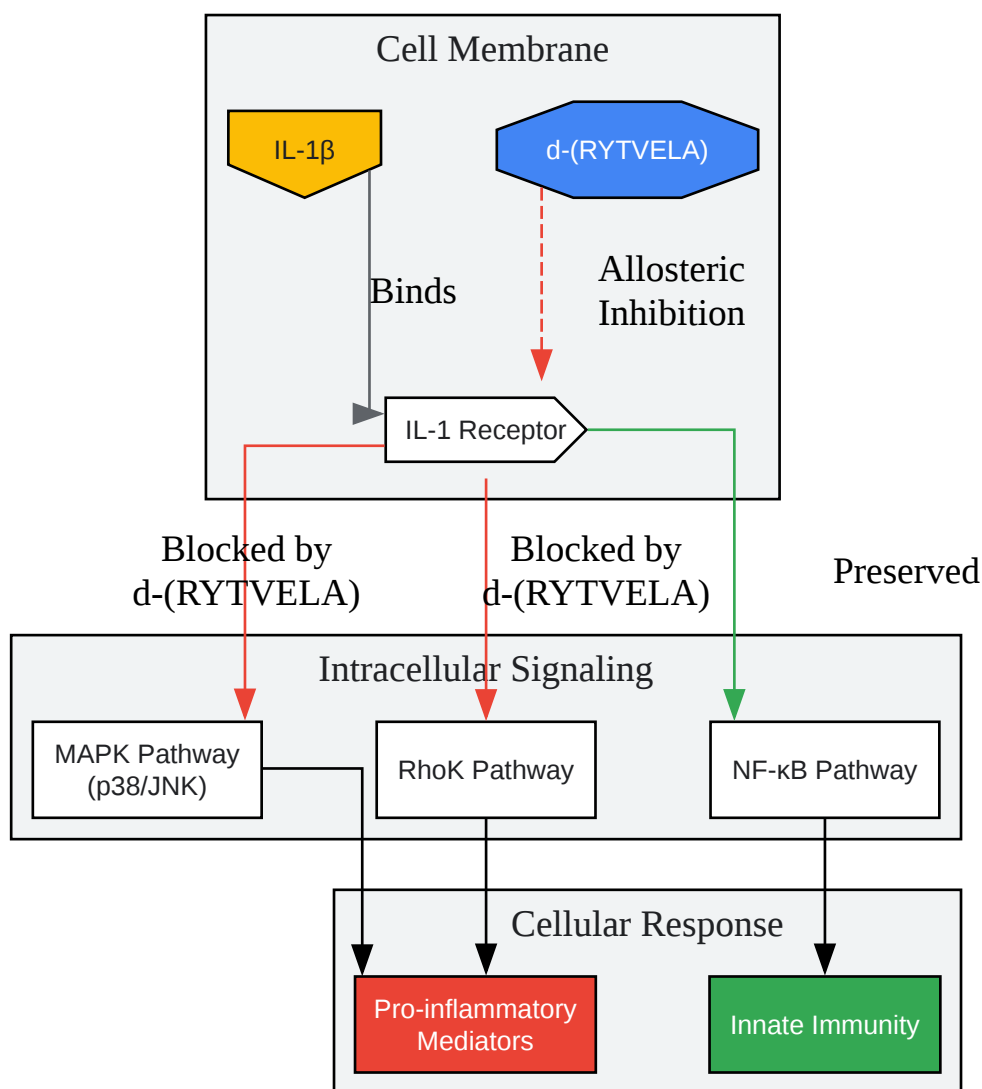 Cell Membrane
IL-1β
d-(RYTVELA)
Binds
Allosteric
Inhibition
IL-1 Receptor
Blocked by
d-(RYTVELA)
Blocked by
d-(RYTVELA)
Preserved
Intracellular Signaling
MAPK Pathway
(p38/JNK)
RhoK Pathway
NF-κB Pathway
Cellular Response
Pro-inflammatory
Mediators
Innate Immunity